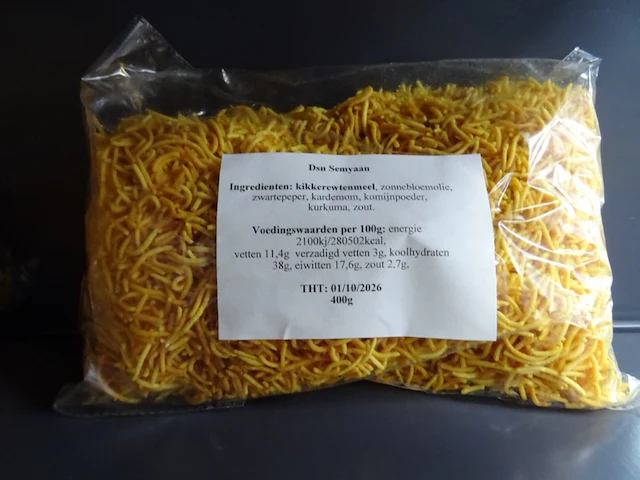 Dsn Semyaan
Ingredienten: kikkerewtenmeel, zonnebloemolie,
zwartepeper, kardemom, komijnpoeder,
kurkuma, zout.
Voedingswaarden per 100g: energie
2100kj/280502kcal,
vetten 11,4g verzadigd vetten 3g, koolhydraten
38g, eiwitten 17,6g, zout 2,7g,
THT: 01/10/2026
400g